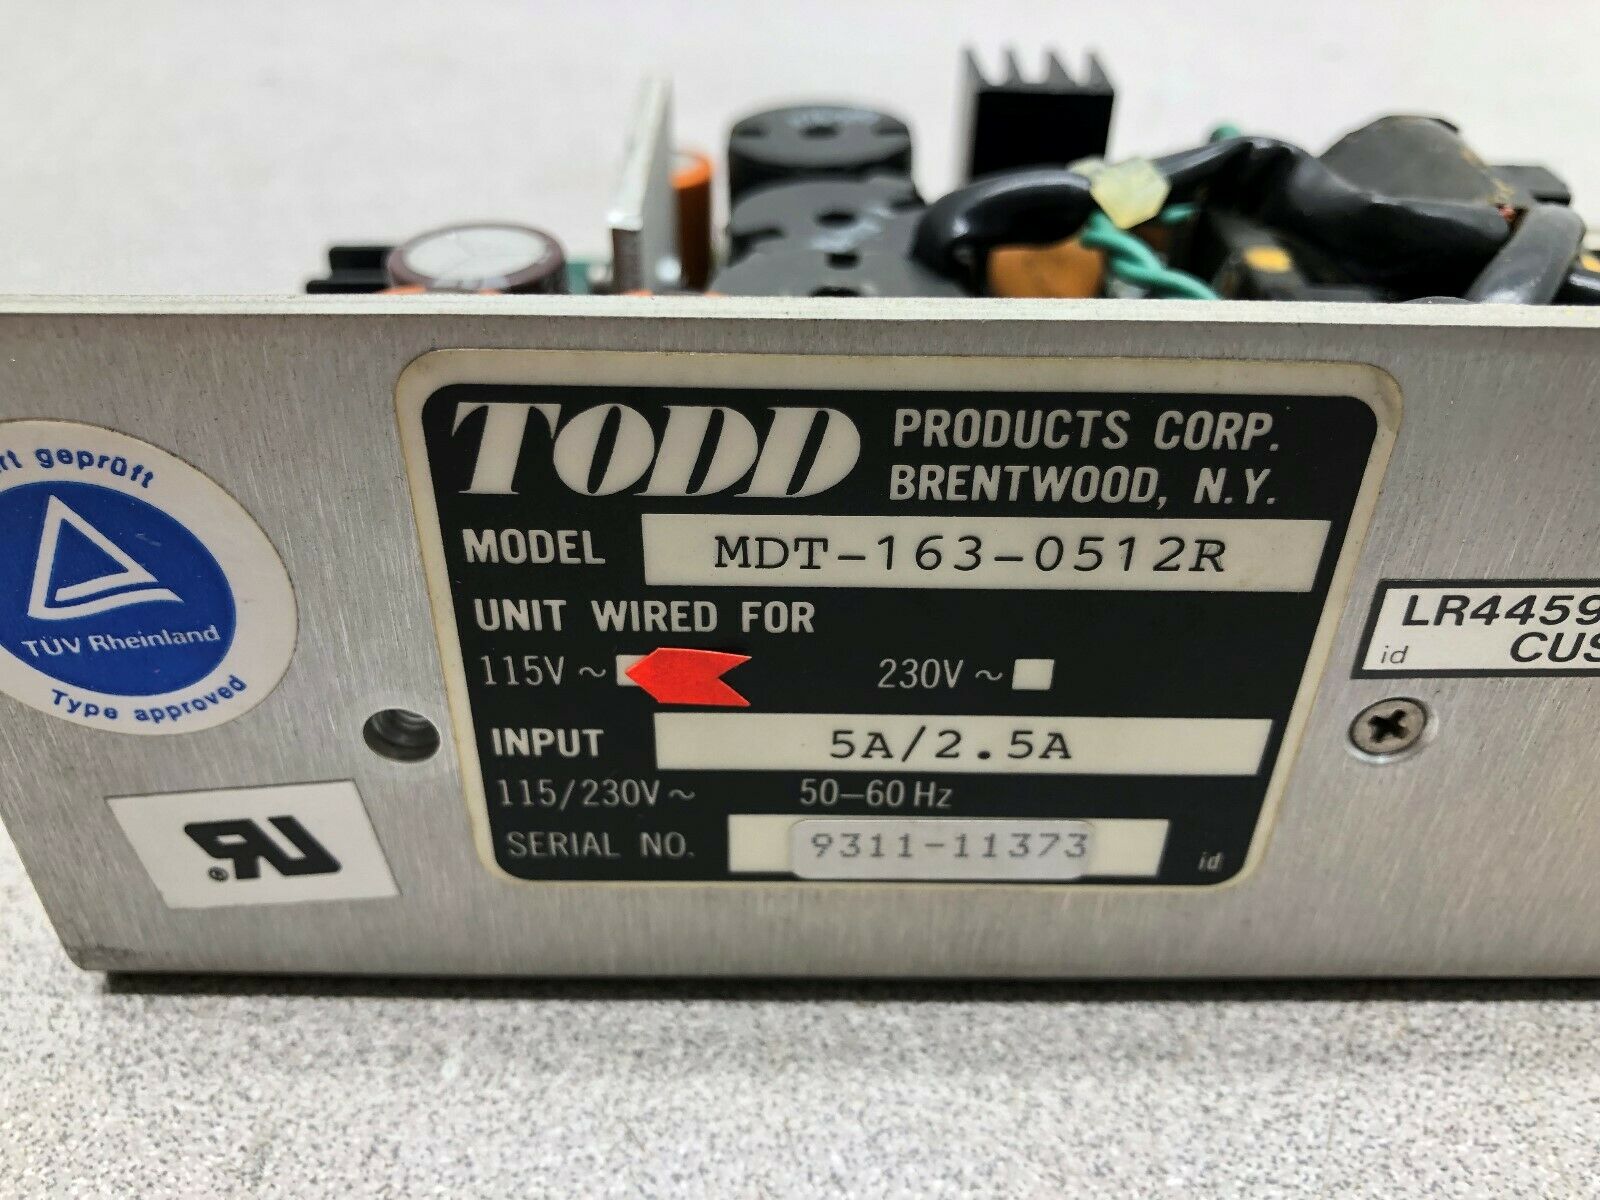 geprüft
TÜV Rheinland
Type approved
TODD PRODUCTS CORP.
BRENTWOOD, N.Y.
MODEL MDT-163-0512R
UNIT WIRED FOR
115V ~ 230V ~
INPUT 5A/2.5A
115/230V ~ 50-60 Hz
SERIAL NO. 9311-11373
id
LR4459
id